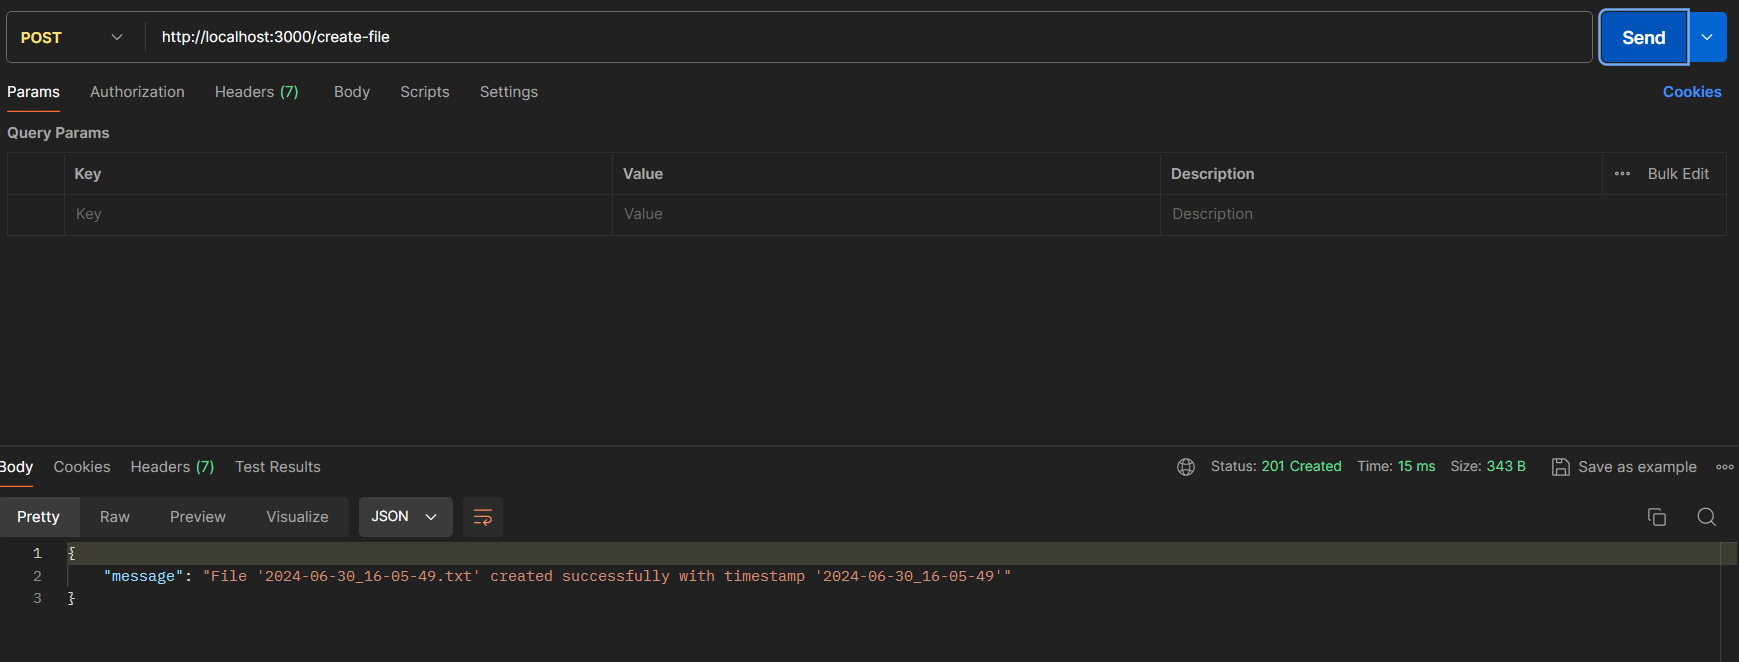 POST http://localhost:3000/create-file Send
Params Authorization Headers (7) Body Scripts Settings Cookies
Query Params
Key Value Description Bulk Edit
Key Value Description
Body Cookies Headers (7) Test Results Status: 201 Created Time: 15 ms Size: 343 B Save as example
Pretty Raw Preview Visualize JSON
1 {
2 "message": "File '2024-06-30_16-05-49.txt' created successfully with timestamp '2024-06-30_16-05-49'"
3 }